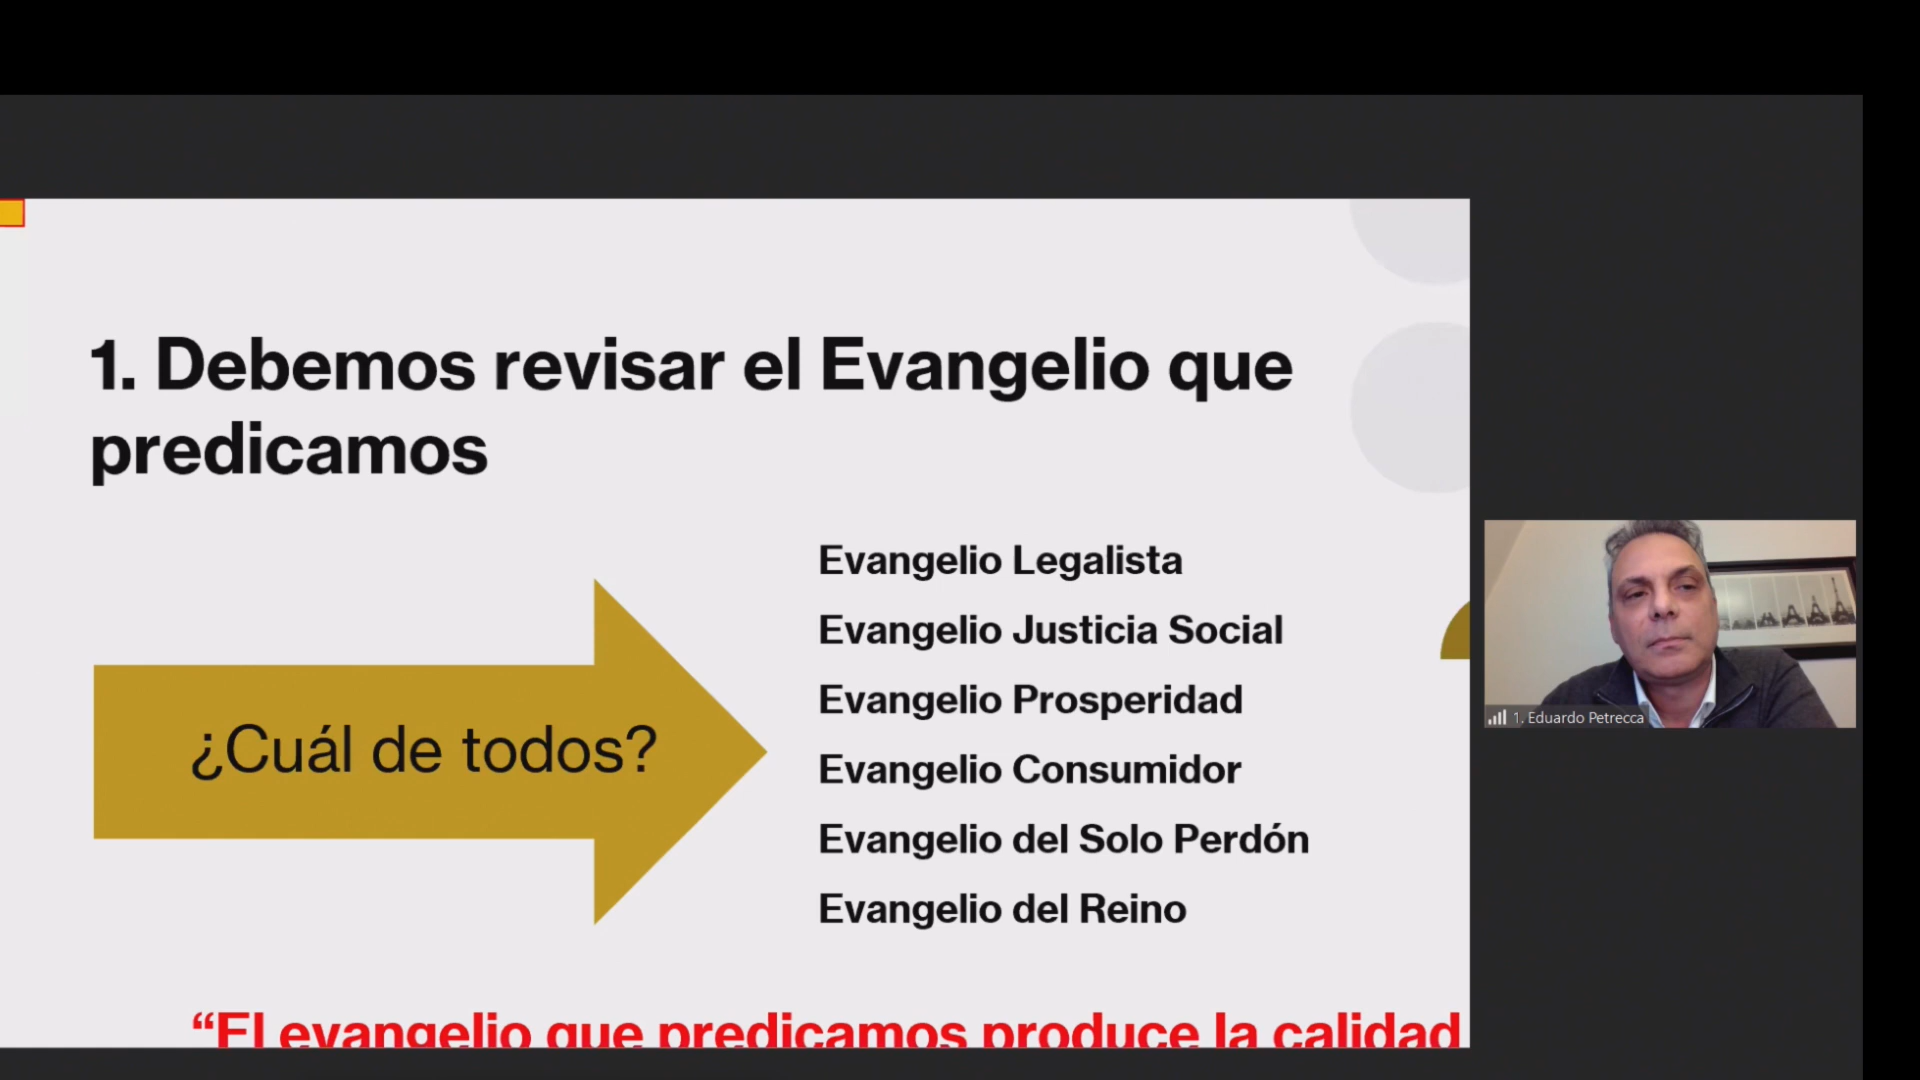 1. Debemos revisar el Evangelio que
predicamos
¿Cuál de todos?
Evangelio Legalista
Evangelio Justicia Social
Evangelio Prosperidad
Evangelio Consumidor
Evangelio del Solo Perdón
Evangelio del Reino
“El evangelio que predicamos produce la calidad
1. Eduardo Petrecca